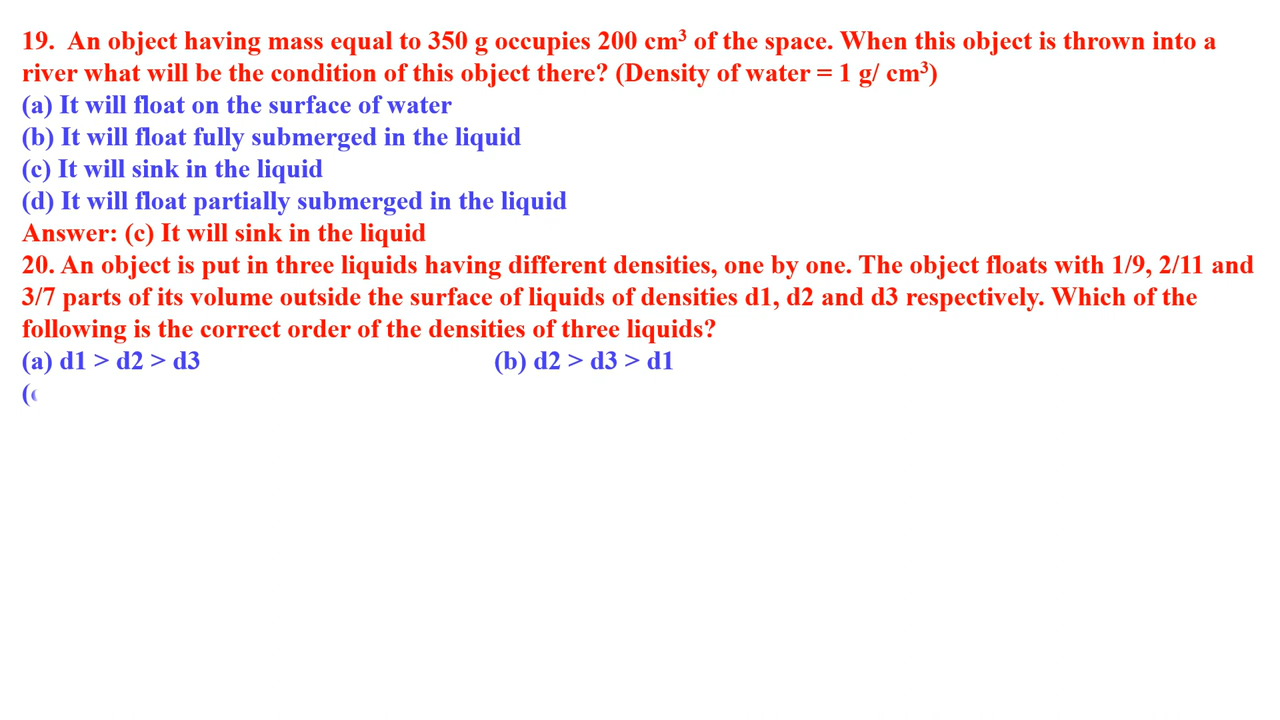 19. An object having mass equal to 350 g occupies 200 cm³ of the space. When this object is thrown into a
river what will be the condition of this object there? (Density of water = 1 g/ cm³)
(a) It will float on the surface of water
(b) It will float fully submerged in the liquid
(c) It will sink in the liquid
(d) It will float partially submerged in the liquid
Answer: (c) It will sink in the liquid
20. An object is put in three liquids having different densities, one by one. The object floats with 1/9, 2/11 and
3/7 parts of its volume outside the surface of liquids of densities d1, d2 and d3 respectively. Which of the
following is the correct order of the densities of three liquids?
(a) d1 > d2 > d3 (b) d2 > d3 > d1
(